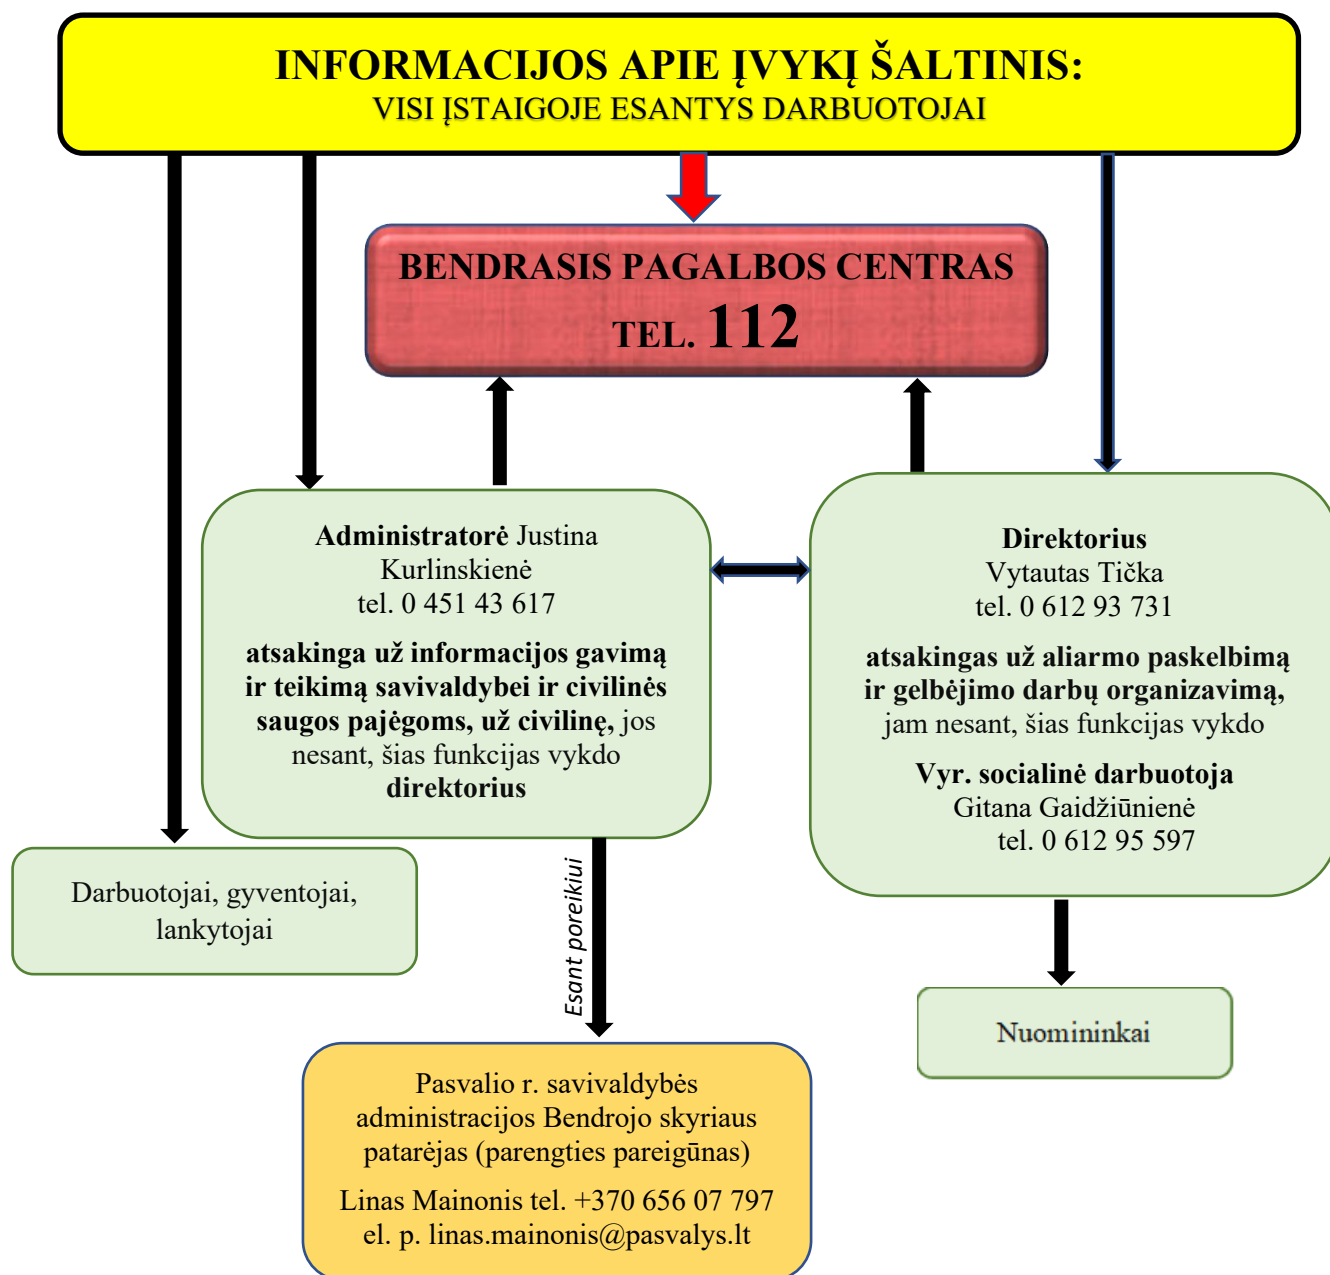 INFORMACIJOS APIE ĮVYKĮ ŠALTINIS:
VISI ĮSTAIGOJE ESANTYS DARBUOTOJAI
BENDRASIS PAGALBOS CENTRAS
TEL. 112
Administratorė Justina
Kurlinskienė
tel. 0 451 43 617
atsakinga už informacijos gavimą
ir teikimą savivaldybei ir civilinės
saugos pajėgoms, už civilinę, jos
nesant, šias funkcijas vykdo
direktorius
Direktorius
Vytautas Tička
tel. 0 612 93 731
atsakingas už aliarmo paskelbimą
ir gelbėjimo darbų organizavimą,
jam nesant, šias funkcijas vykdo
Vyr. socialinė darbuotoja
Gitana Gaidžiūnienė
tel. 0 612 95 597
Darbuotojai, gyventojai,
lankytojai
Esant poreikiui
Nuomininkai
Pasvalio r. savivaldybės
administracijos Bendrojo skyriaus
patarėjas (parengties pareigūnas)
Linas Mainonis tel. +370 656 07 797
el. p. linas.mainonis@pasvalys.lt